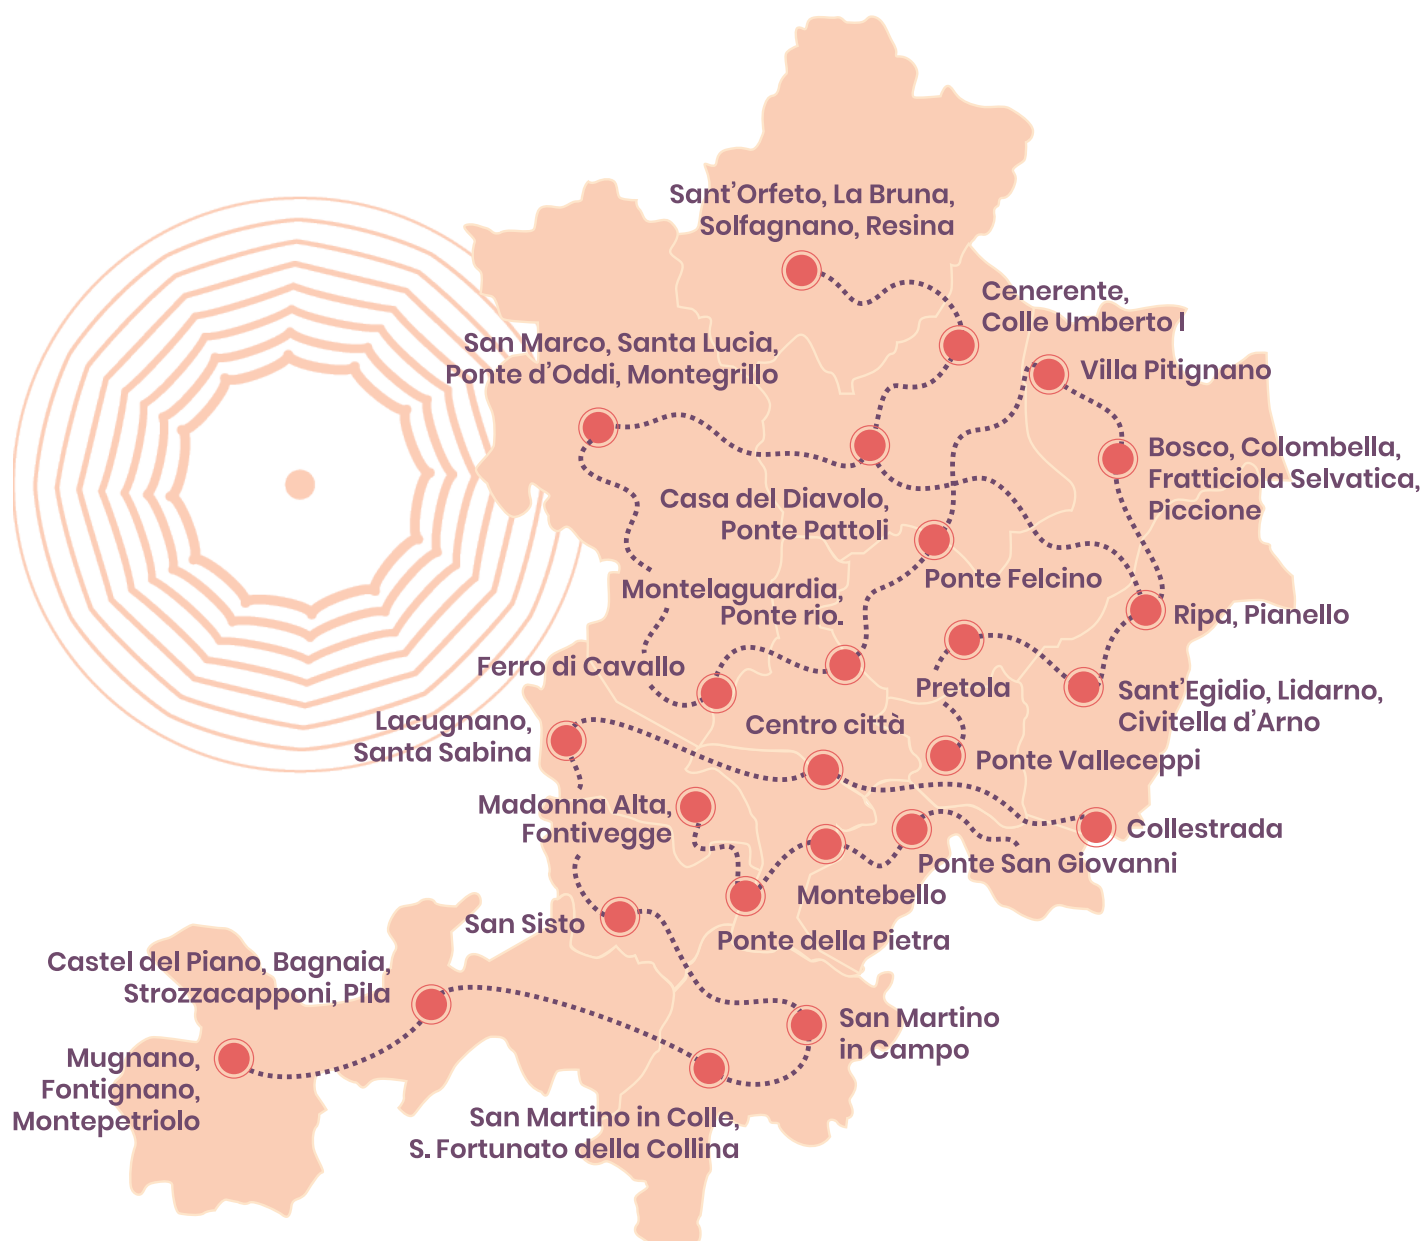 Sant’Orfeto, La Bruna,
Solfagnano, Resina
Cenerente,
Colle Umberto I
San Marco, Santa Lucia,
Ponte d’Oddi, Montegrillo
Villa Pitignano
Bosco, Colombella,
Fratticiola Selvatica,
Piccione
Casa del Diavolo,
Ponte Pattoli
Ponte Felcino
Montelaguardia,
Ponte rio.
Ripa, Pianello
Ferro di Cavallo
Pretola
Sant’Egidio, Lidarno,
Civitella d’Arno
Lacugnano,
Santa Sabina
Centro città
Ponte Valleceppi
Madonna Alta,
Fontivegge
Collestrada
Ponte San Giovanni
Montebello
San Sisto
Ponte della Pietra
Castel del Piano, Bagnaia,
Strozzacapponi, Pila
San Martino
in Campo
Mugnano,
Fontignano,
Montepetriolo
San Martino in Colle,
S. Fortunato della Collina